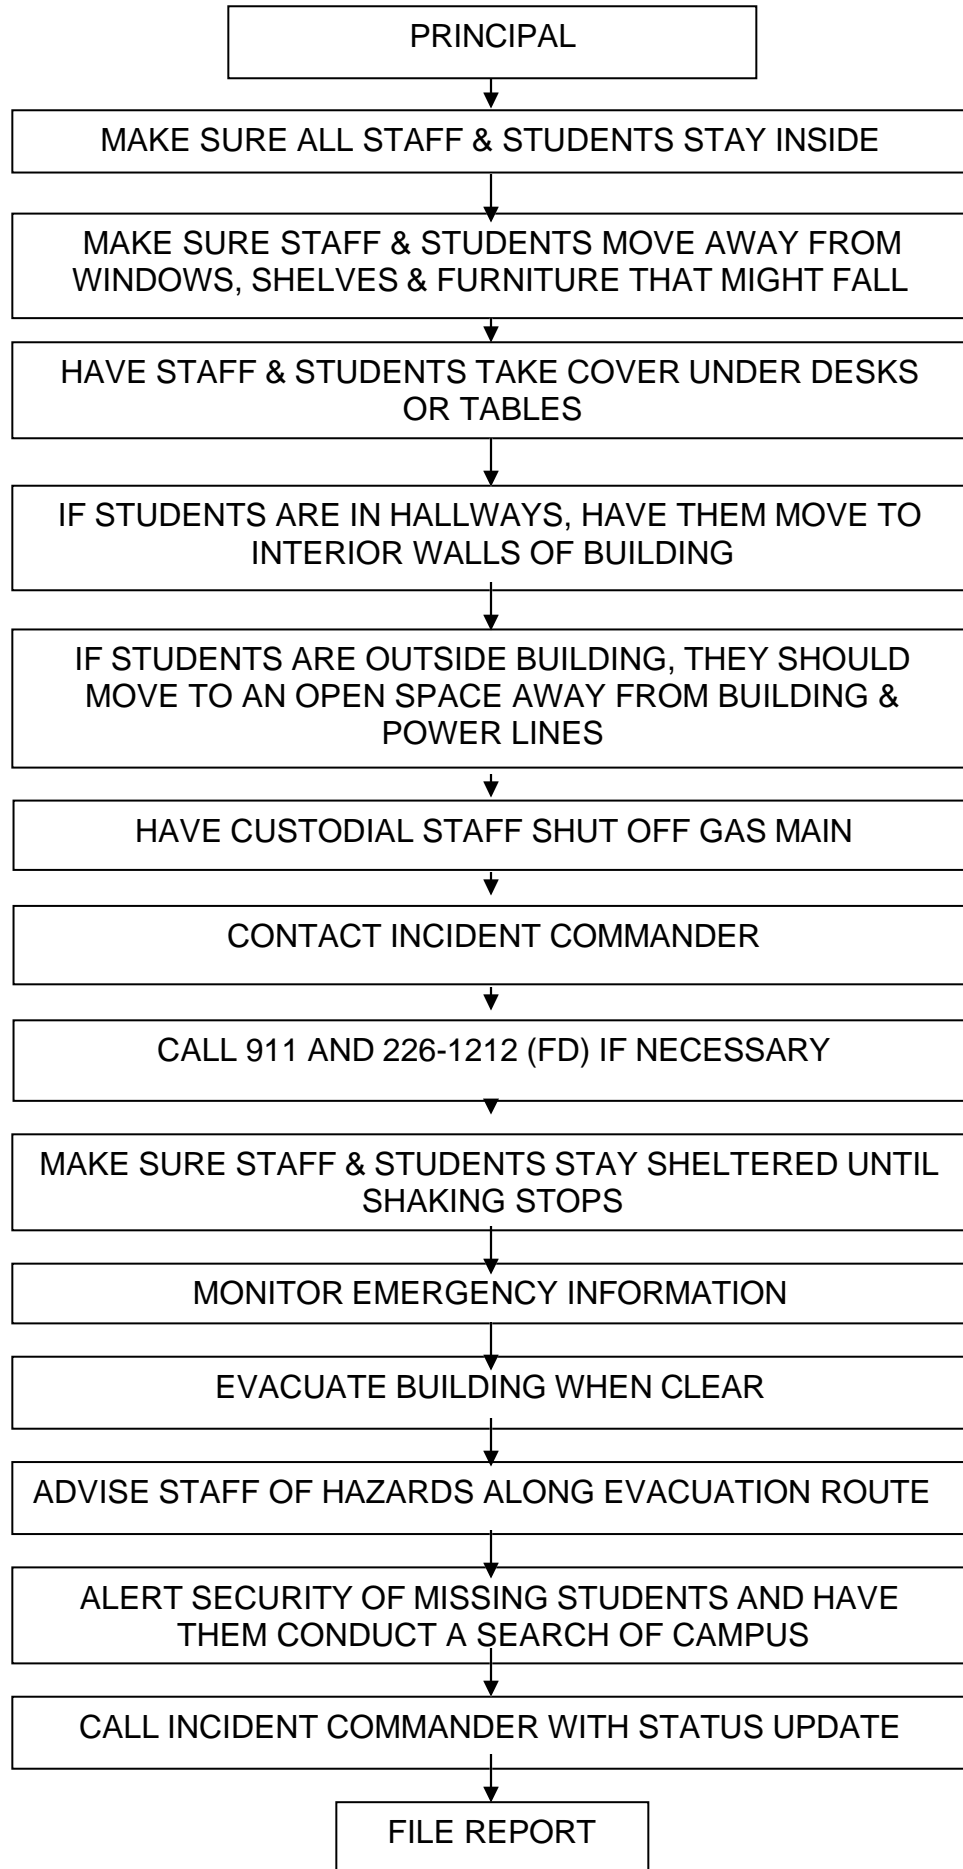 PRINCIPAL
MAKE SURE ALL STAFF & STUDENTS STAY INSIDE
MAKE SURE STAFF & STUDENTS MOVE AWAY FROM
WINDOWS, SHELVES & FURNITURE THAT MIGHT FALL
HAVE STAFF & STUDENTS TAKE COVER UNDER DESKS
OR TABLES
IF STUDENTS ARE IN HALLWAYS, HAVE THEM MOVE TO
INTERIOR WALLS OF BUILDING
IF STUDENTS ARE OUTSIDE BUILDING, THEY SHOULD
MOVE TO AN OPEN SPACE AWAY FROM BUILDING &
POWER LINES
HAVE CUSTODIAL STAFF SHUT OFF GAS MAIN
CONTACT INCIDENT COMMANDER
CALL 911 AND 226-1212 (FD) IF NECESSARY
MAKE SURE STAFF & STUDENTS STAY SHELTERED UNTIL
SHAKING STOPS
MONITOR EMERGENCY INFORMATION
EVACUATE BUILDING WHEN CLEAR
ADVISE STAFF OF HAZARDS ALONG EVACUATION ROUTE
ALERT SECURITY OF MISSING STUDENTS AND HAVE
THEM CONDUCT A SEARCH OF CAMPUS
CALL INCIDENT COMMANDER WITH STATUS UPDATE
FILE REPORT